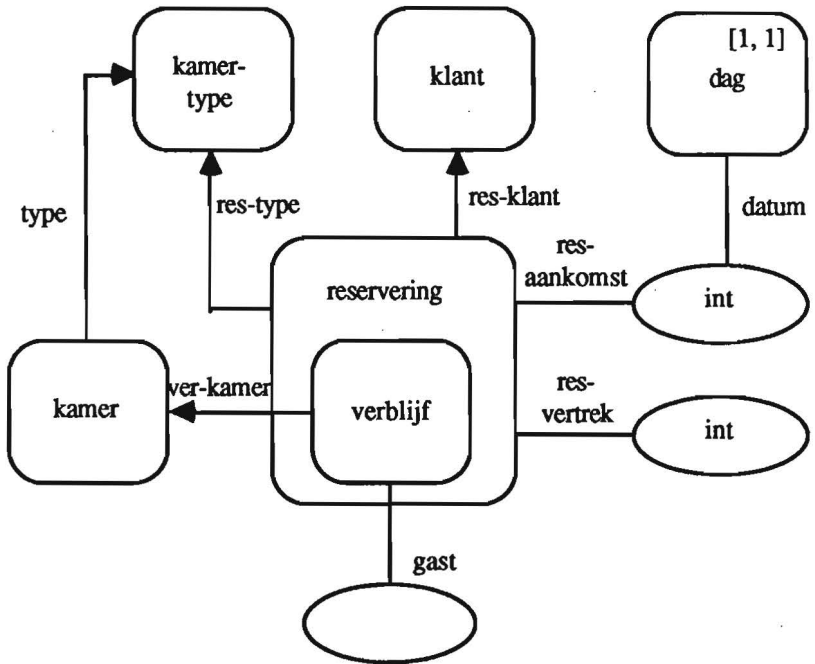 [1, 1]
kamer-
type
klant
dag
type
res-type
res-klant
datum
res-
aankomst
reservering
int
ver-kamer
res-
vertrek
kamer
verblijf
int
gast